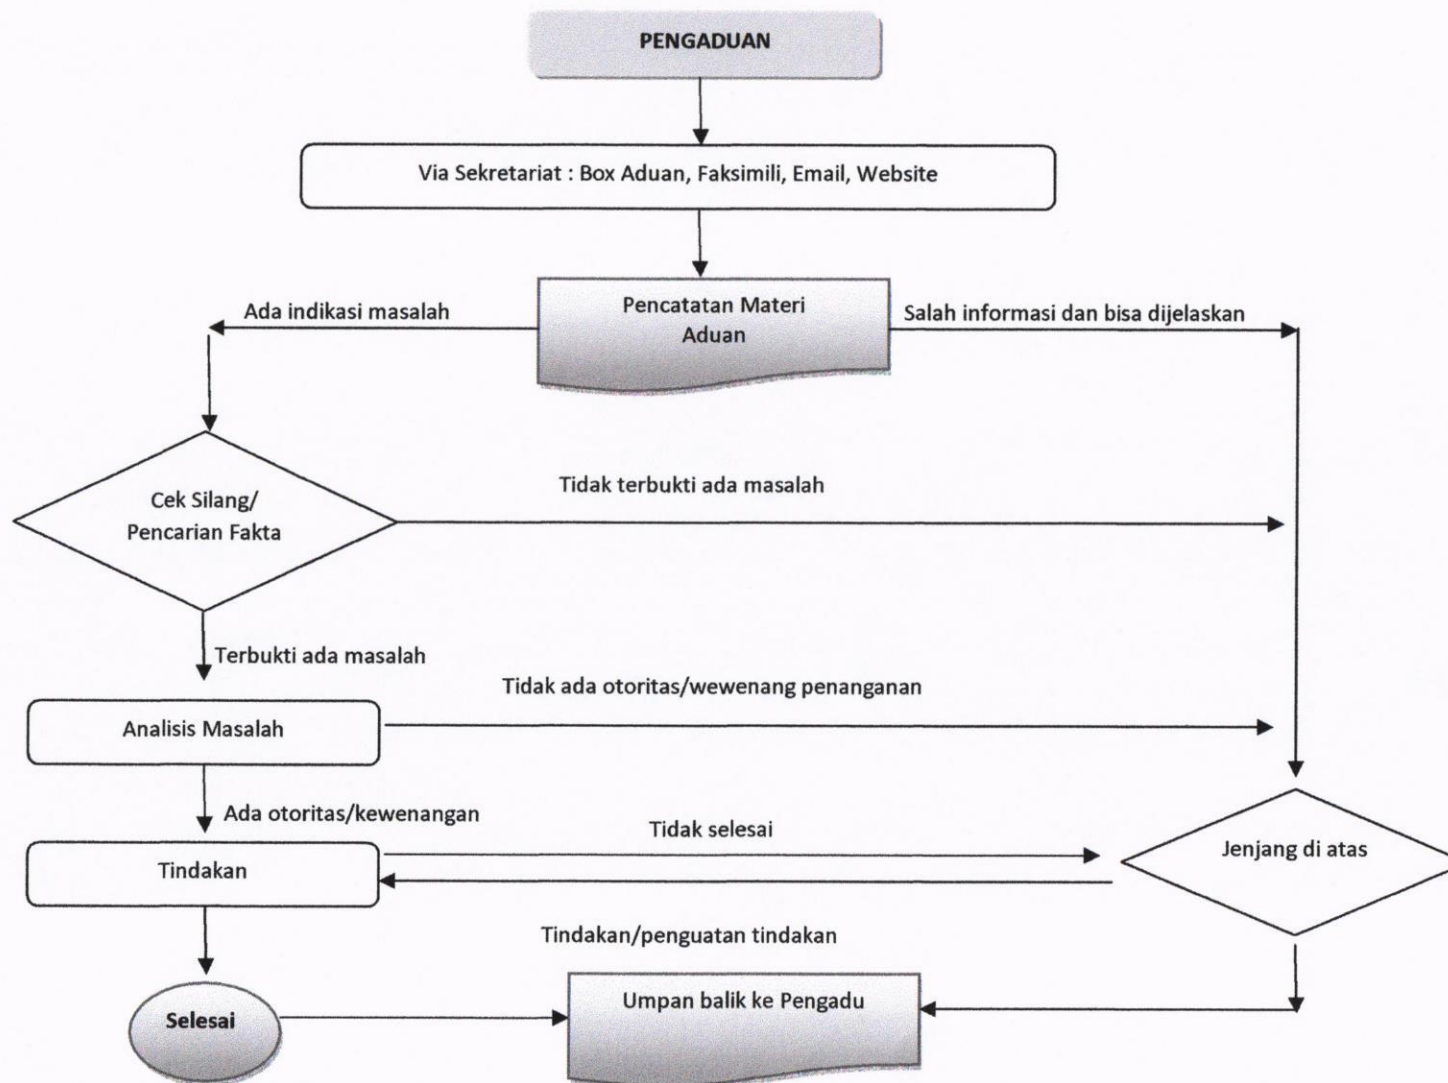 PENGADUAN
Via Sekretariat : Box Aduan, Faksimili, Email, Website
Ada indikasi masalah
Pencatatan Materi
Aduan
Salah informasi dan bisa dijelaskan
Cek Silang/
Pencarian Fakta
Tidak terbukti ada masalah
Terbukti ada masalah
Tidak ada otoritas/wewenang penanganan
Analisis Masalah
Ada otoritas/kewenangan
Tidak selesai
Jenjang di atas
Tindakan
Tindakan/penguatan tindakan
Umpan balik ke Pengadu
Selesai